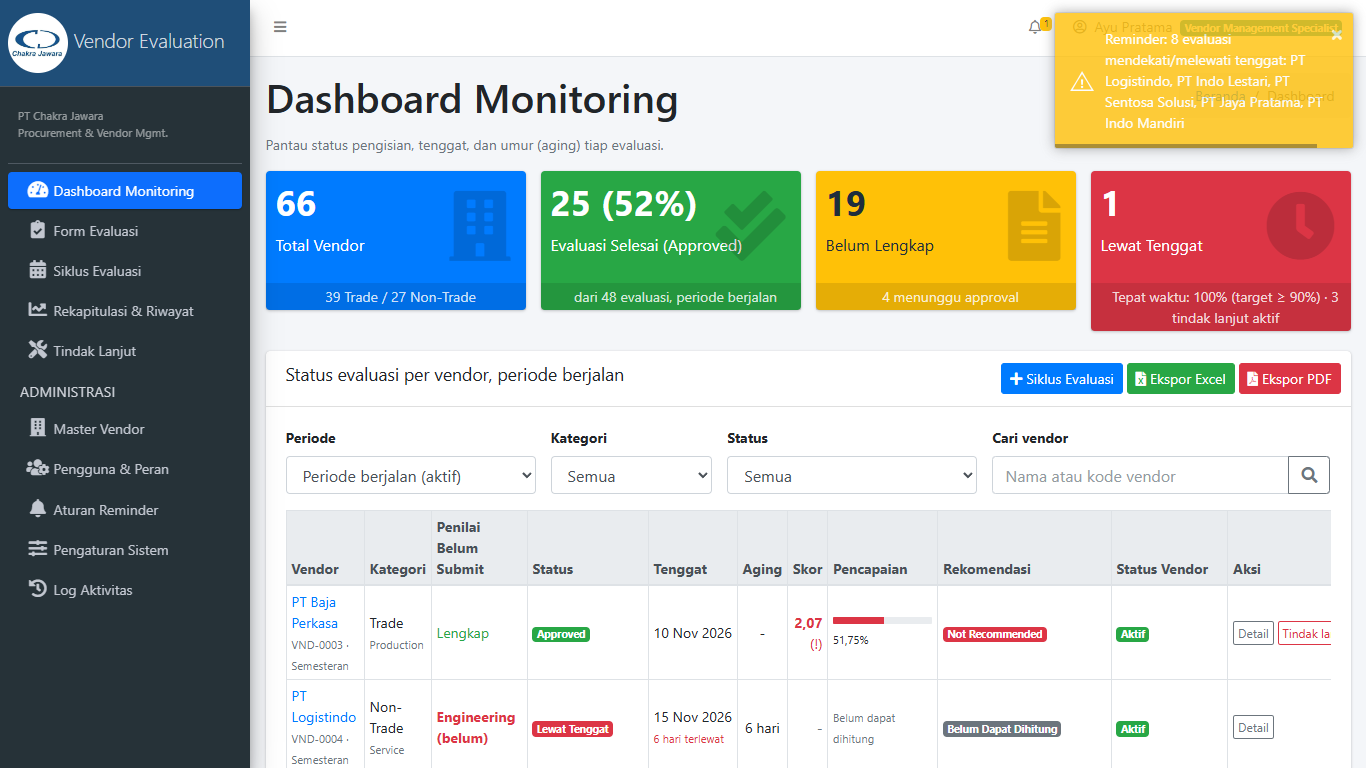 Chakra Jawara
Vendor Evaluation
PT Chakra Jawara
Procurement & Vendor Mgmt.
Dashboard Monitoring
Form Evaluasi
Siklus Evaluasi
Rekapitulasi & Riwayat
Tindak Lanjut
ADMINISTRASI
Master Vendor
Pengguna & Peran
Aturan Reminder
Pengaturan Sistem
Log Aktivitas
1
Ayu Pratama
Vendor Management Specialist
Reminder: 8 evaluasi
mendekati/melewati tenggat: PT
Logistindo, PT Indo Lestari, PT
Sentosa Solusi, PT Jaya Pratama, PT
Indo Mandiri
Beranda / Dashboard
Dashboard Monitoring
Pantau status pengisian, tenggat, dan umur (aging) tiap evaluasi.
66
Total Vendor
39 Trade / 27 Non-Trade
25 (52%)
Evaluasi Selesai (Approved)
dari 48 evaluasi, periode berjalan
19
Belum Lengkap
4 menunggu approval
1
Lewat Tenggat
Tepat waktu: 100% (target ≥ 90%) · 3
tindak lanjut aktif
Status evaluasi per vendor, periode berjalan
Siklus Evaluasi
Ekspor Excel
Ekspor PDF
Periode
Kategori
Status
Cari vendor
Periode berjalan (aktif)
Semua
Semua
Nama atau kode vendor
Vendor
Kategori
Penilai
Belum
Submit
Status
Tenggat
Aging
Skor
Pencapaian
Rekomendasi
Status Vendor
Aksi
PT Baja
Perkasa
VND-0003 ·
Semesteran
Trade
Production
Lengkap
Approved
10 Nov 2026
-
2,07
(!)
51,75%
Not Recommended
Aktif
Detail
Tindak la
PT
Logistindo
VND-0004 ·
Semesteran
Non-
Trade
Service
Engineering
(belum)
Lewat Tenggat
15 Nov 2026
6 hari terlewat
6 hari
-
Belum dapat
dihitung
Belum Dapat Dihitung
Aktif
Detail